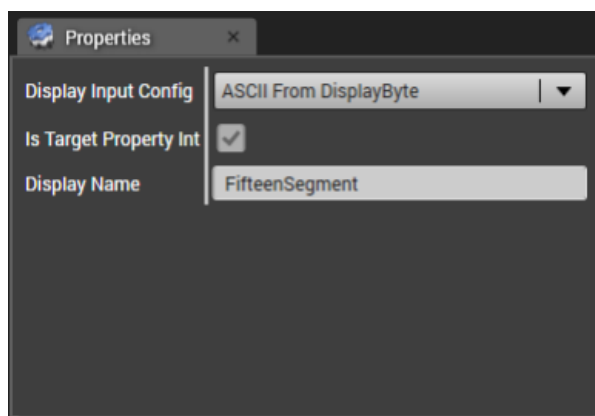 Properties
Display Input Config ASCII From DisplayByte
Is Target Property Int
Display Name FifteenSegment